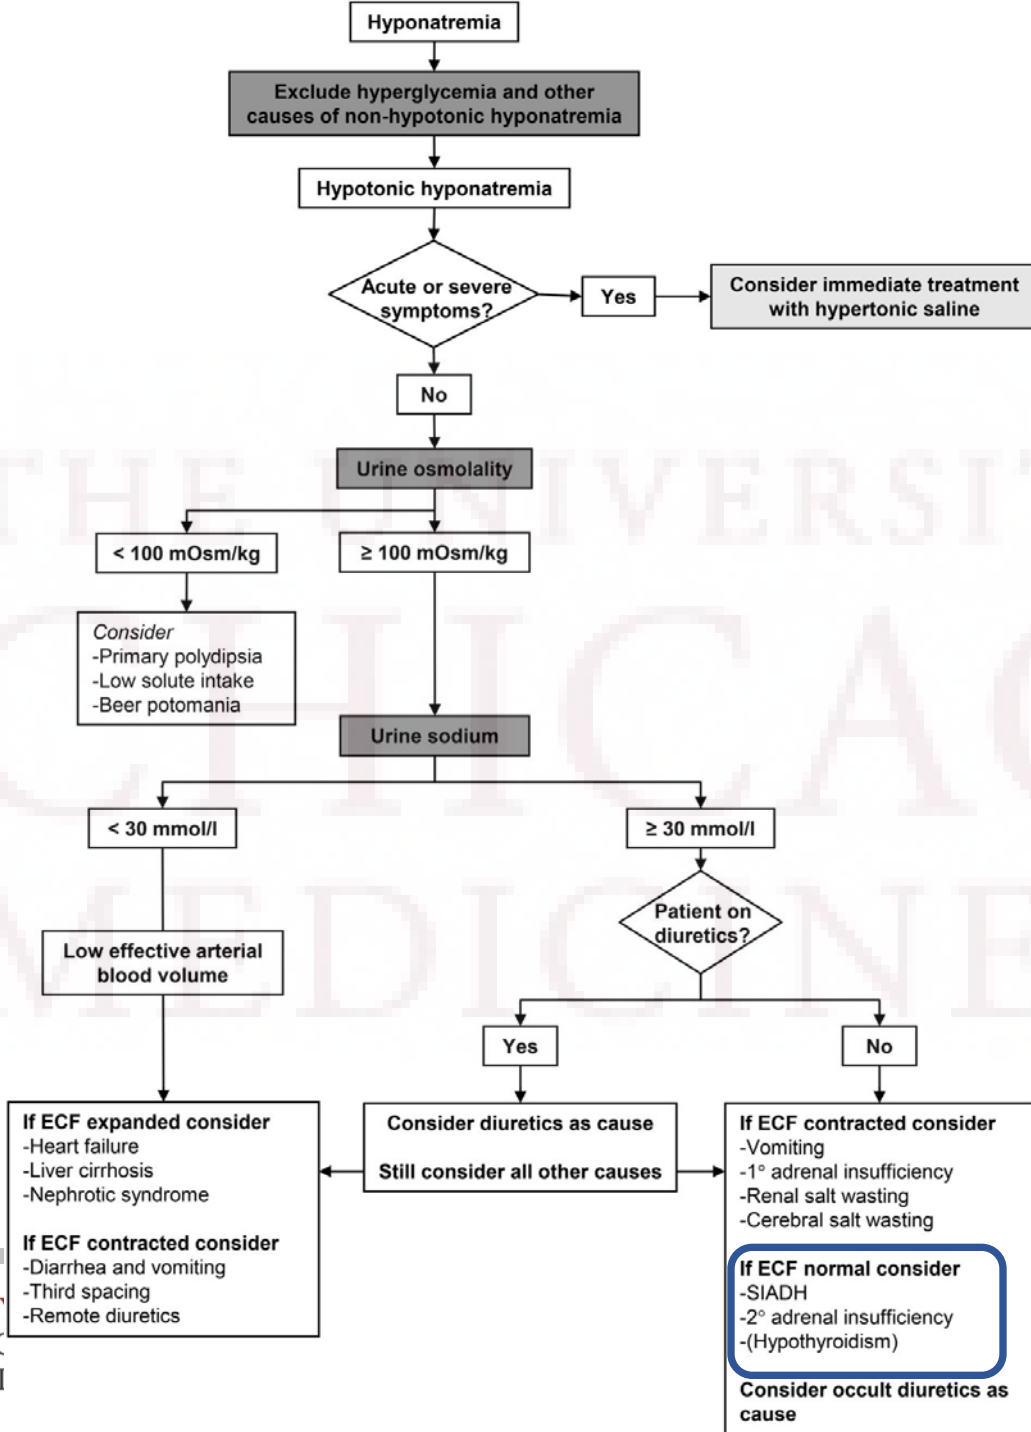 Hyponatremia
Exclude hyperglycemia and other
causes of non-hypotonic hyponatremia
Hypotonic hyponatremia
Acute or severe
symptoms?
Yes
Consider immediate treatment
with hypertonic saline
No
Urine osmolality
< 100 mOsm/kg
≥ 100 mOsm/kg
Consider
-Primary polydipsia
-Low solute intake
-Beer potomania
Urine sodium
< 30 mmol/l
≥ 30 mmol/l
Patient on
diuretics?
Low effective arterial
blood volume
Yes
No
If ECF expanded consider
-Heart failure
-Liver cirrhosis
-Nephrotic syndrome
If ECF contracted consider
-Diarrhea and vomiting
-Third spacing
-Remote diuretics
Consider diuretics as cause
Still consider all other causes
If ECF contracted consider
-Vomiting
-1° adrenal insufficiency
-Renal salt wasting
-Cerebral salt wasting
If ECF normal consider
-SIADH
-2° adrenal insufficiency
-(Hypothyroidism)
Consider occult diuretics as
cause
THE UNIVERSI
CHICAG
MEDICINE